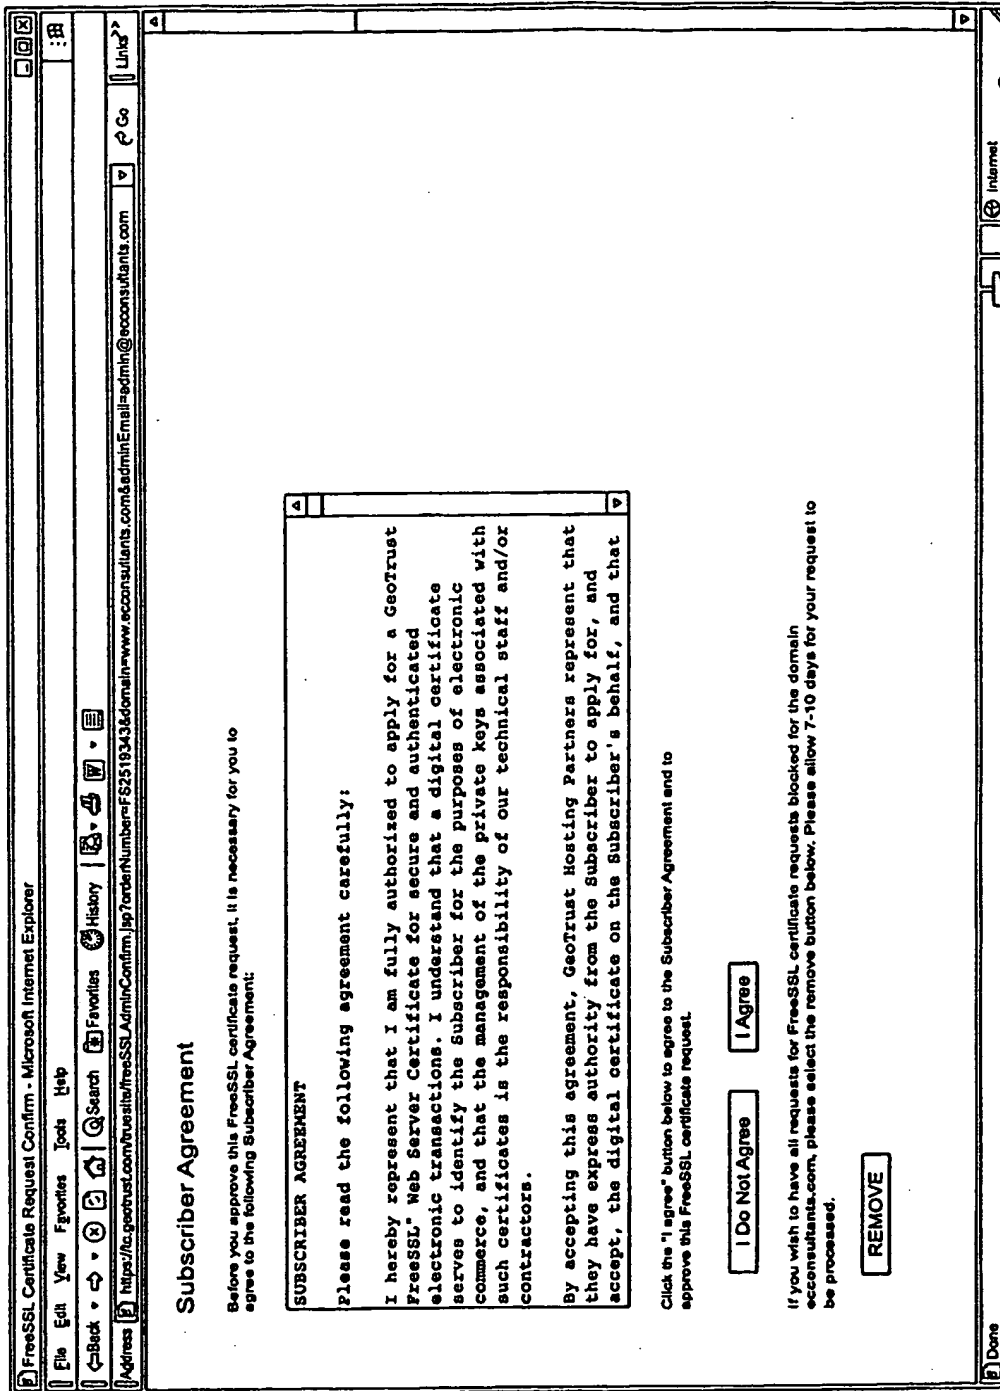 FreeSSL Certificate Request Confirm - Microsoft Internet Explorer
File Edit View Favorites Tools Help
Back Search Favorites History
Address https://tc.geotrust.com/truesite/freeSSLAdminConfirm.jsp?orderNumber=FS251934&domain=www.ecconsultants.com&adminEmail=admin@ecconsultants.com Go Links »
Subscriber Agreement
Before you approve this FreeSSL certificate request, it is necessary for you to
agree to the following Subscriber Agreement:
SUBSCRIBER AGREEMENT
Please read the following agreement carefully:
I hereby represent that I am fully authorized to apply for a GeoTrust
FreeSSL" Web Server Certificate for secure and authenticated
electronic transactions. I understand that a digital certificate
serves to identify the Subscriber for the purposes of electronic
commerce, and that the management of the private keys associated with
such certificates is the responsibility of our technical staff and/or
contractors.
By accepting this agreement, GeoTrust Hosting Partners represent that
they have express authority from the Subscriber to apply for, and
accept, the digital certificate on the Subscriber's behalf, and that
Click the "I agree" button below to agree to the Subscriber Agreement and to
approve this FreeSSL certificate request.
I Do Not Agree I Agree
If you wish to have all requests for FreeSSL certificate requests blocked for the domain
ecconsultants.com, please select the remove button below. Please allow 7-10 days for your request to
be processed.
REMOVE
Done Internet